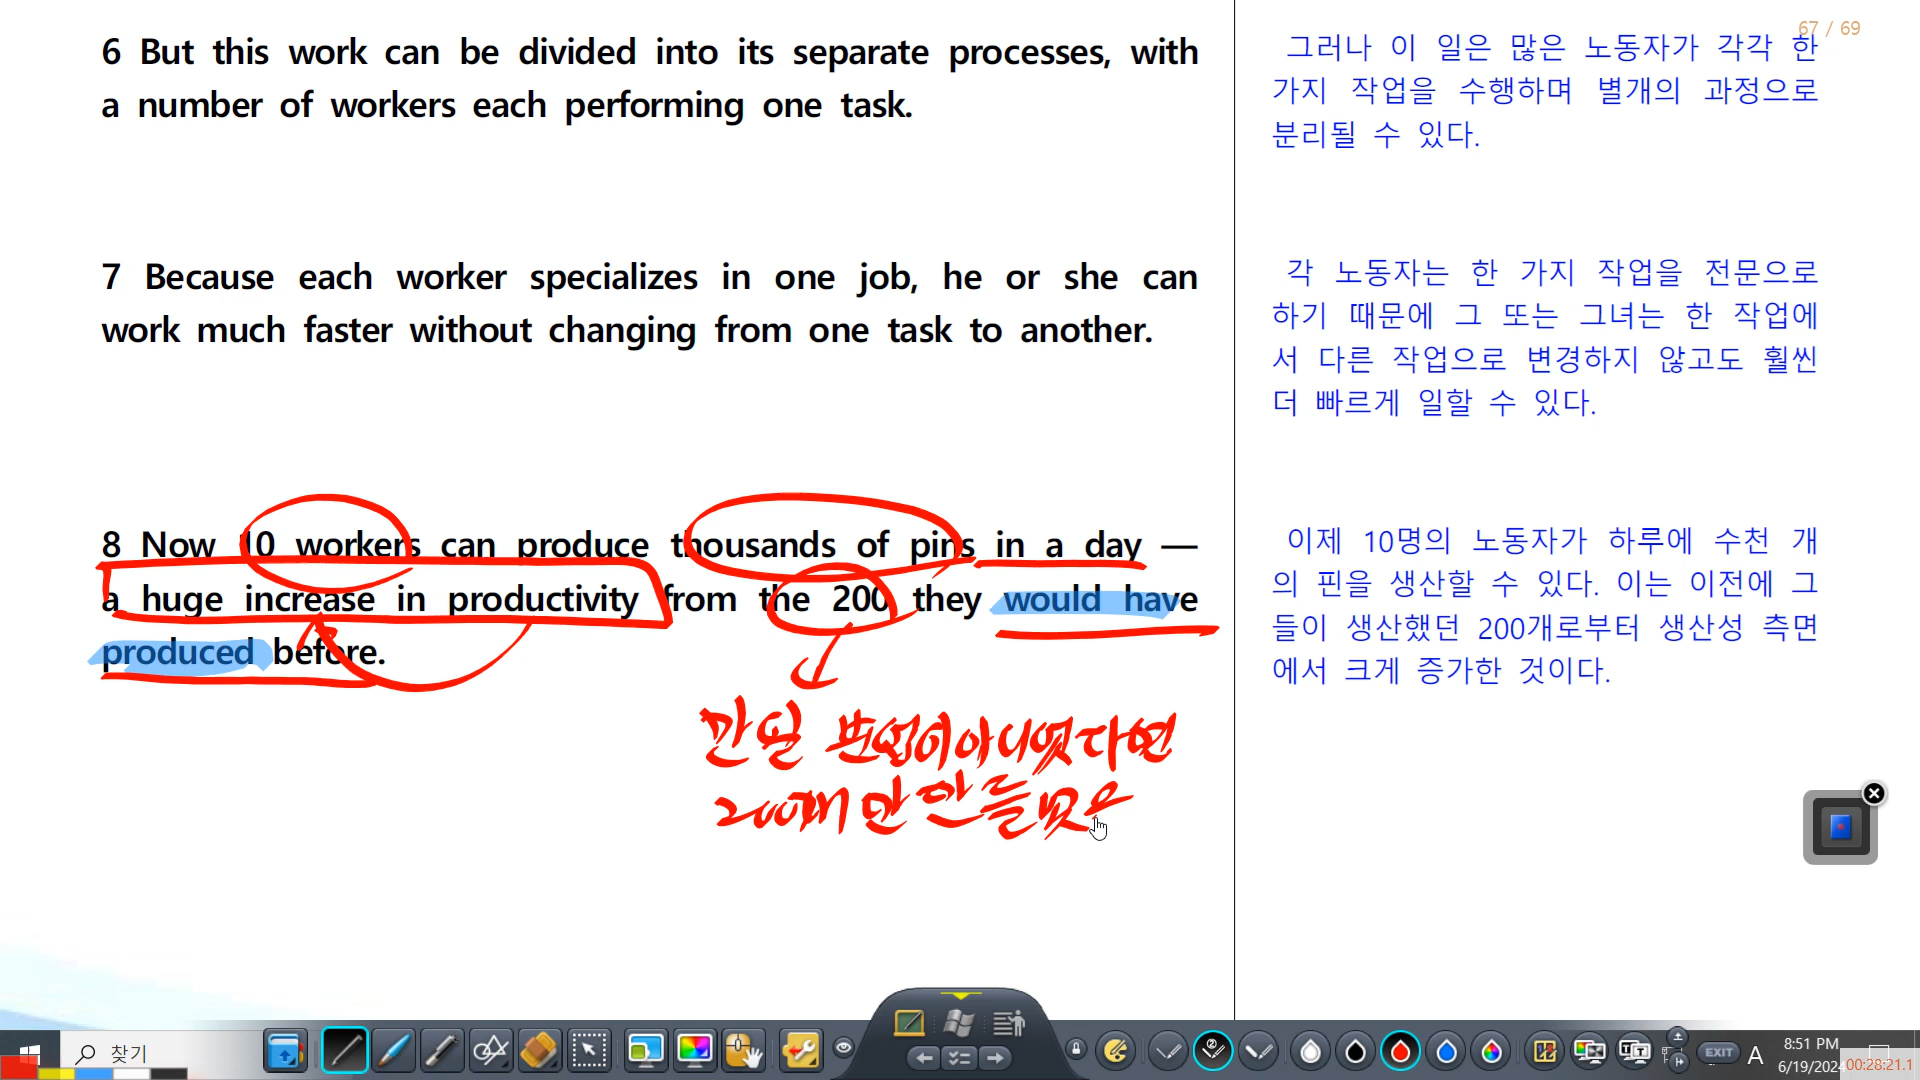 67 / 69
6 But this work can be divided into its separate processes, with
a number of workers each performing one task.
그러나 이 일은 많은 노동자가 각각 한
가지 작업을 수행하며 별개의 과정으로
분리될 수 있다.
7 Because each worker specializes in one job, he or she can
work much faster without changing from one task to another.
각 노동자는 한 가지 작업을 전문으로
하기 때문에 그 또는 그녀는 한 작업에
서 다른 작업으로 변경하지 않고도 훨씬
더 빠르게 일할 수 있다.
8 Now 10 workers can produce thousands of pins in a day —
a huge increase in productivity from the 200 they would have
produced before.
이제 10명의 노동자가 하루에 수천 개
의 핀을 생산할 수 있다. 이는 이전에 그
들이 생산했던 200개로부터 생산성 측면
에서 크게 증가한 것이다.
만일 분업이 아니었다면
200개만 만들었을
찾기
EXIT
A
8:51 PM
6/19/2024
00:28:21.1